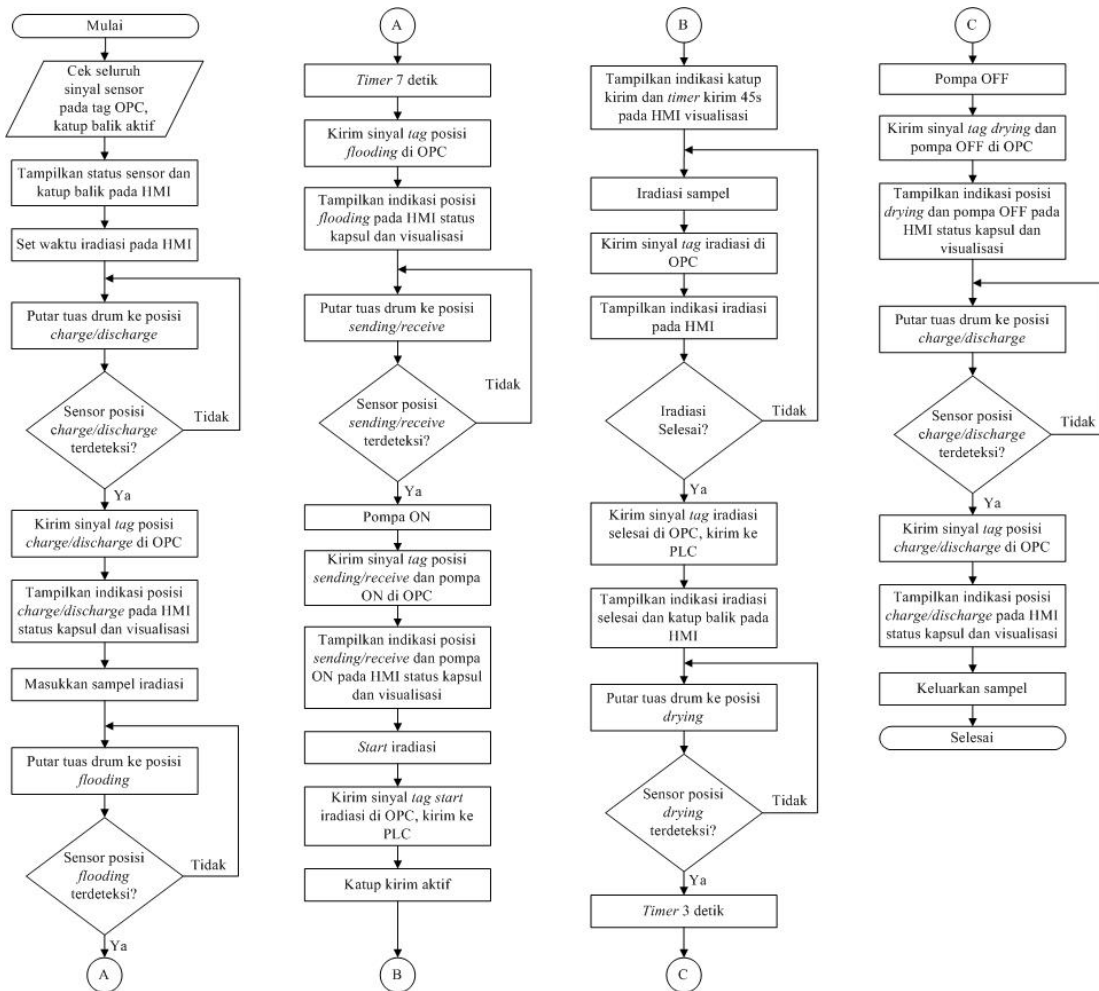 Mulai
Cek seluruh
sinyal sensor
pada tag OPC,
katup balik aktif
Tampilkan status sensor dan
katup balik pada HMI
Set waktu iradiasi pada HMI
Putar tuas drum ke posisi
charge/discharge
Sensor posisi
charge/discharge
terdeteksi?
Tidak
Ya
Kirim sinyal tag posisi
charge/discharge di OPC
Tampilkan indikasi posisi
charge/discharge pada HMI
status kapsul dan visualisasi
Masukkan sampel iradiasi
Putar tuas drum ke posisi
flooding
Sensor posisi
flooding
terdeteksi?
Tidak
Ya
A
A
Timer 7 detik
Kirim sinyal tag posisi
flooding di OPC
Tampilkan indikasi posisi
flooding pada HMI status
kapsul dan visualisasi
Putar tuas drum ke posisi
sending/receive
Sensor posisi
sending/receive
terdeteksi?
Tidak
Ya
Pompa ON
Kirim sinyal tag posisi
sending/receive dan pompa
ON di OPC
Tampilkan indikasi posisi
sending/receive dan pompa
ON pada HMI status kapsul
dan visualisasi
Start iradiasi
Kirim sinyal tag start
iradiasi di OPC, kirim ke
PLC
Katup kirim aktif
B
B
Tampilkan indikasi katup
kirim dan timer kirim 45s
pada HMI visualisasi
Iradiasi sampel
Kirim sinyal tag iradiasi di
OPC
Tampilkan indikasi iradiasi
pada HMI
Iradiasi
Selesai?
Tidak
Ya
Kirim sinyal tag iradiasi
selesai di OPC, kirim ke
PLC
Tampilkan indikasi iradiasi
selesai dan katup balik pada
HMI
Putar tuas drum ke posisi
drying
Sensor posisi
drying
terdeteksi?
Tidak
Ya
Timer 3 detik
C
C
Pompa OFF
Kirim sinyal tag drying dan
pompa OFF di OPC
Tampilkan indikasi posisi
drying dan pompa OFF pada
HMI status kapsul dan
visualisasi
Putar tuas drum ke posisi
charge/discharge
Sensor posisi
charge/discharge
terdeteksi?
Tidak
Ya
Kirim sinyal tag posisi
charge/discharge di OPC
Tampilkan indikasi posisi
charge/discharge pada HMI
status kapsul dan visualisasi
Keluarkan sampel
Selesai